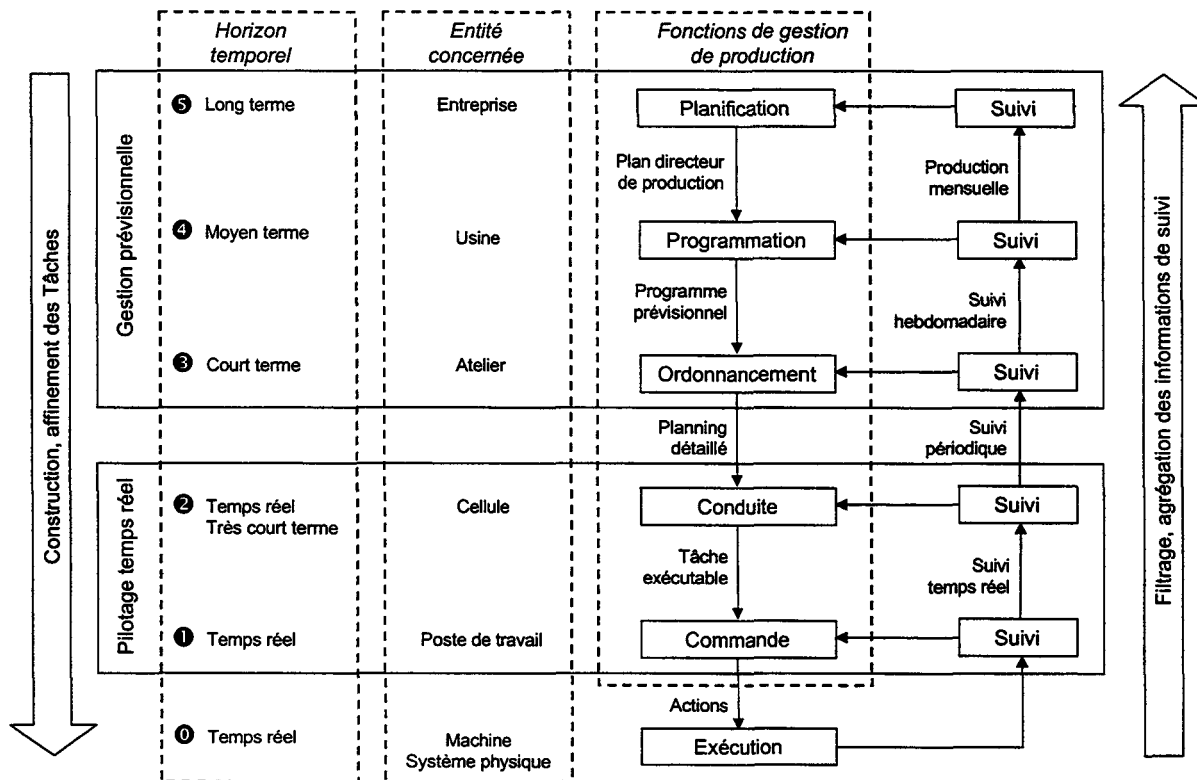 Horizon
temporel
Entité
concernée
Fonctions de gestion
de production
Construction, affinement des Tâches
Gestion prévisionnelle
❺ Long terme
Entreprise
Planification
Suivi
Plan directeur
de production
Production
mensuelle
❹ Moyen terme
Usine
Programmation
Suivi
Programme
prévisionnel
Suivi
hebdomadaire
❸ Court terme
Atelier
Ordonnancement
Suivi
Planning
détaillé
Suivi
périodique
Pilotage temps réel
❷ Temps réel
Très court terme
Cellule
Conduite
Suivi
Tâche
exécutable
Suivi
temps réel
❶ Temps réel
Poste de travail
Commande
Suivi
Actions
⓿ Temps réel
Machine
Système physique
Exécution
Filtrage, agrégation des informations de suivi